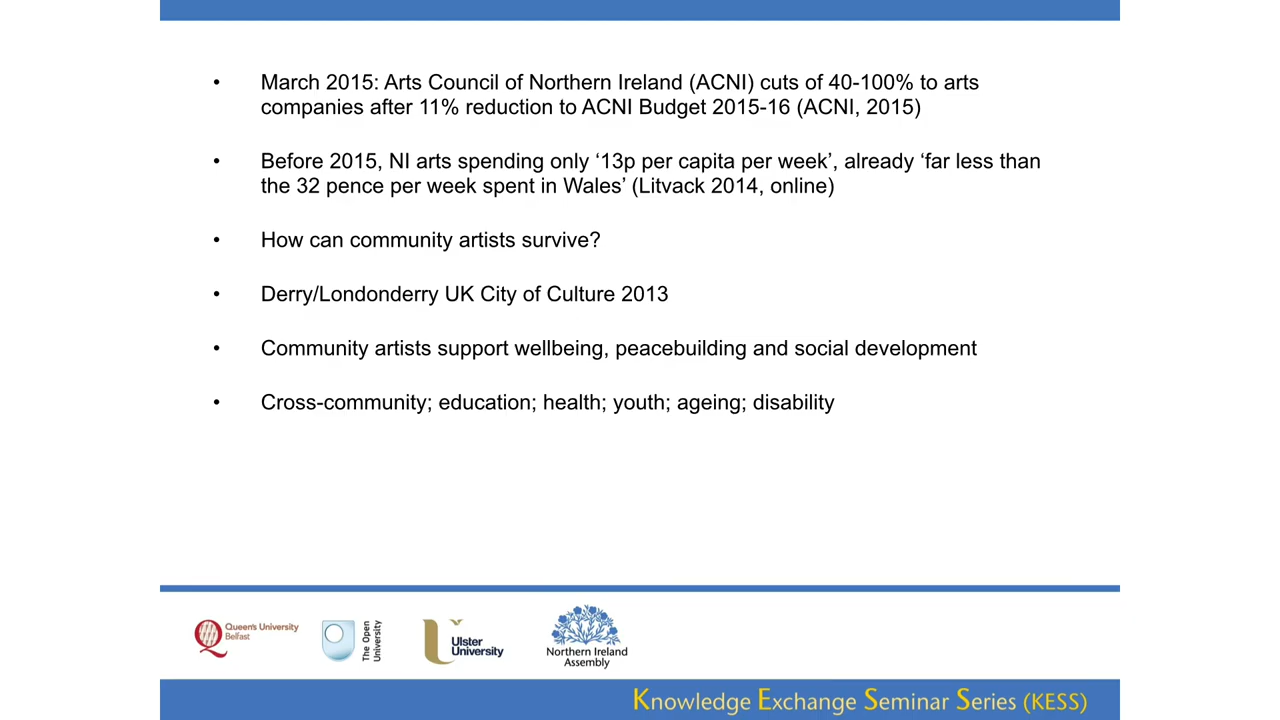 • March 2015: Arts Council of Northern Ireland (ACNI) cuts of 40-100% to arts
companies after 11% reduction to ACNI Budget 2015-16 (ACNI, 2015)
• Before 2015, NI arts spending only ‘13p per capita per week’, already ‘far less than
the 32 pence per week spent in Wales’ (Litvack 2014, online)
• How can community artists survive?
• Derry/Londonderry UK City of Culture 2013
• Community artists support wellbeing, peacebuilding and social development
• Cross-community; education; health; youth; ageing; disability
Queen's University
Belfast
The Open
University
Ulster
University
Northern Ireland
Assembly
Knowledge Exchange Seminar Series (KESS)